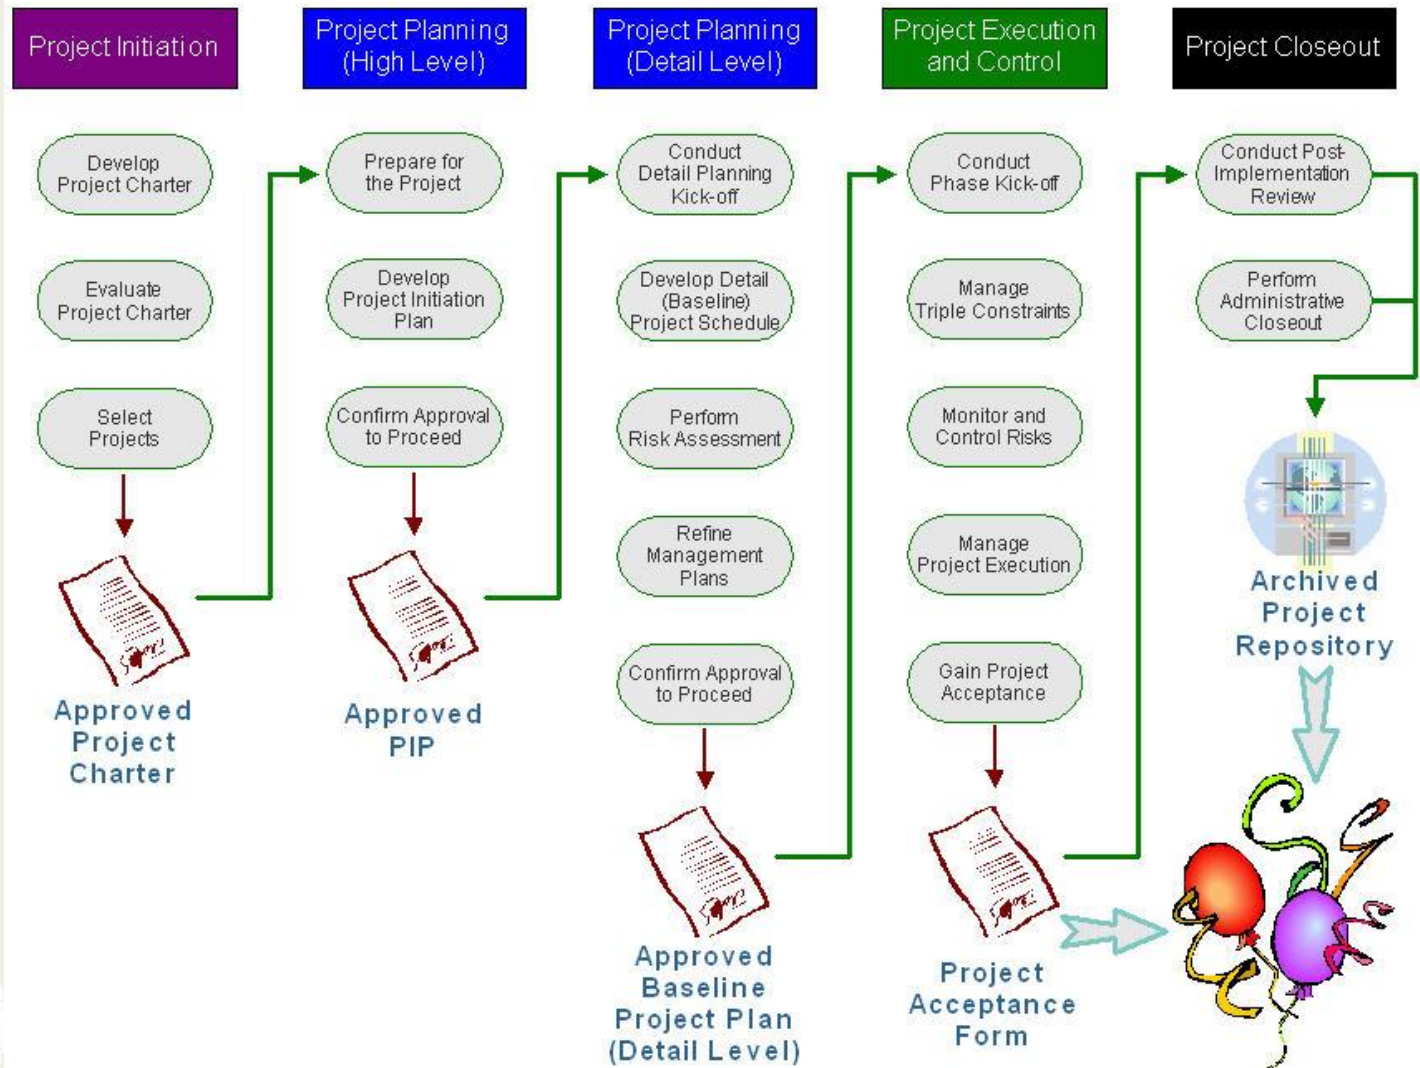 Project Initiation
Develop
Project Charter
Evaluate
Project Charter
Select
Projects
Approved
Project
Charter
Project Planning
(High Level)
Prepare for
the Project
Develop
Project Initiation
Plan
Confirm Approval
to Proceed
Approved
PIP
Project Planning
(Detail Level)
Conduct
Detail Planning
Kick-off
Develop Detail
(Baseline)
Project Schedule
Perform
Risk Assessment
Refine
Management
Plans
Confirm Approval
to Proceed
Approved
Baseline
Project Plan
(Detail Level)
Project Execution
and Control
Conduct
Phase Kick-off
Manage
Triple Constraints
Monitor and
Control Risks
Manage
Project Execution
Gain Project
Acceptance
Project
Acceptance
Form
Project Closeout
Conduct Post-
Implementation
Review
Perform
Administrative
Closeout
Archived
Project
Repository